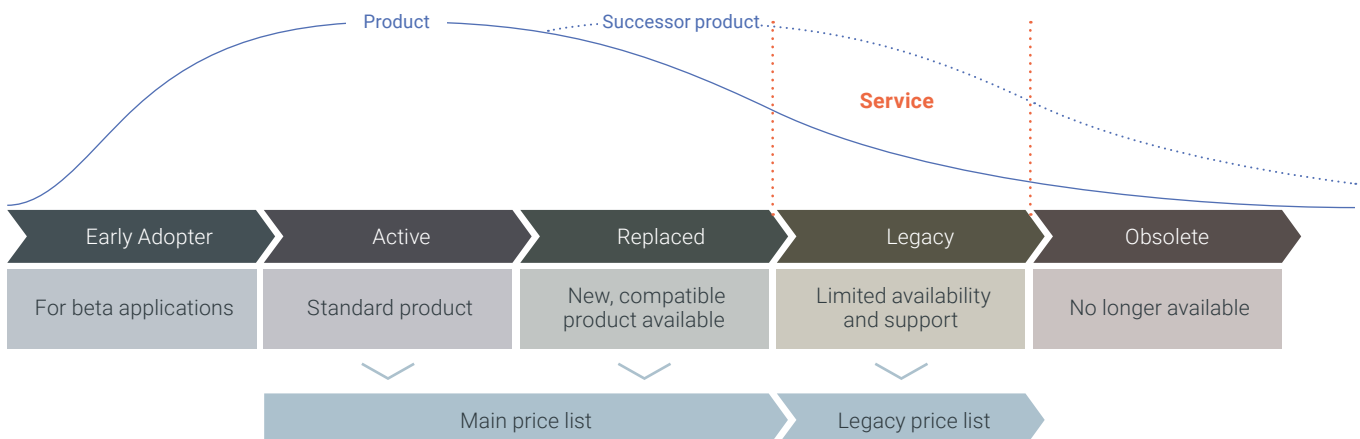 Product
Successor product
Service
Early Adopter
Active
Replaced
Legacy
Obsolete
For beta applications
Standard product
New, compatible
product available
Limited availability
and support
No longer available
Main price list
Legacy price list